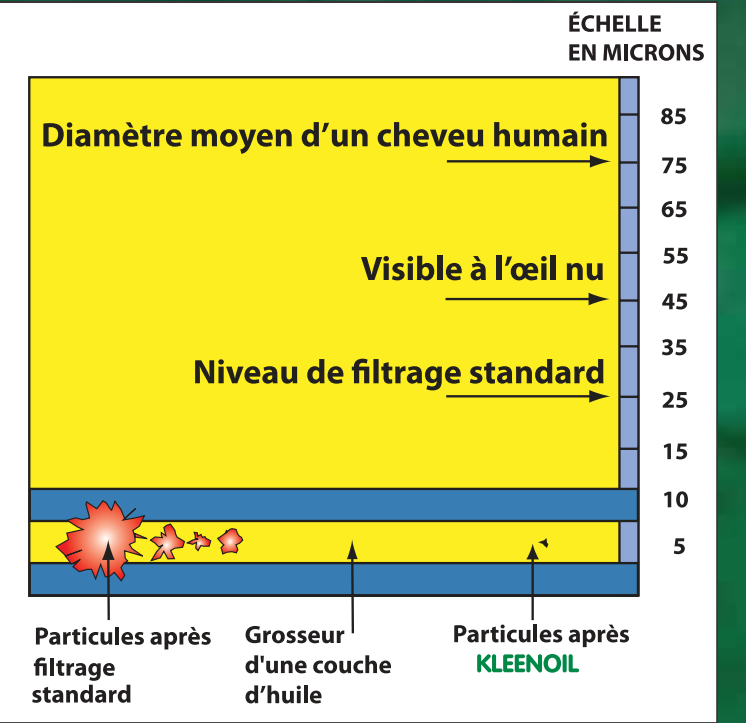 ÉCHELLE
EN MICRONS
85
Diamètre moyen d’un cheveu humain
75
65
55
Visible à l’œil nu
45
35
Niveau de filtrage standard
25
15
10
5
Particules après
filtrage
standard
Grosseur
d'une couche
d’huile
Particules après
KLEENOIL